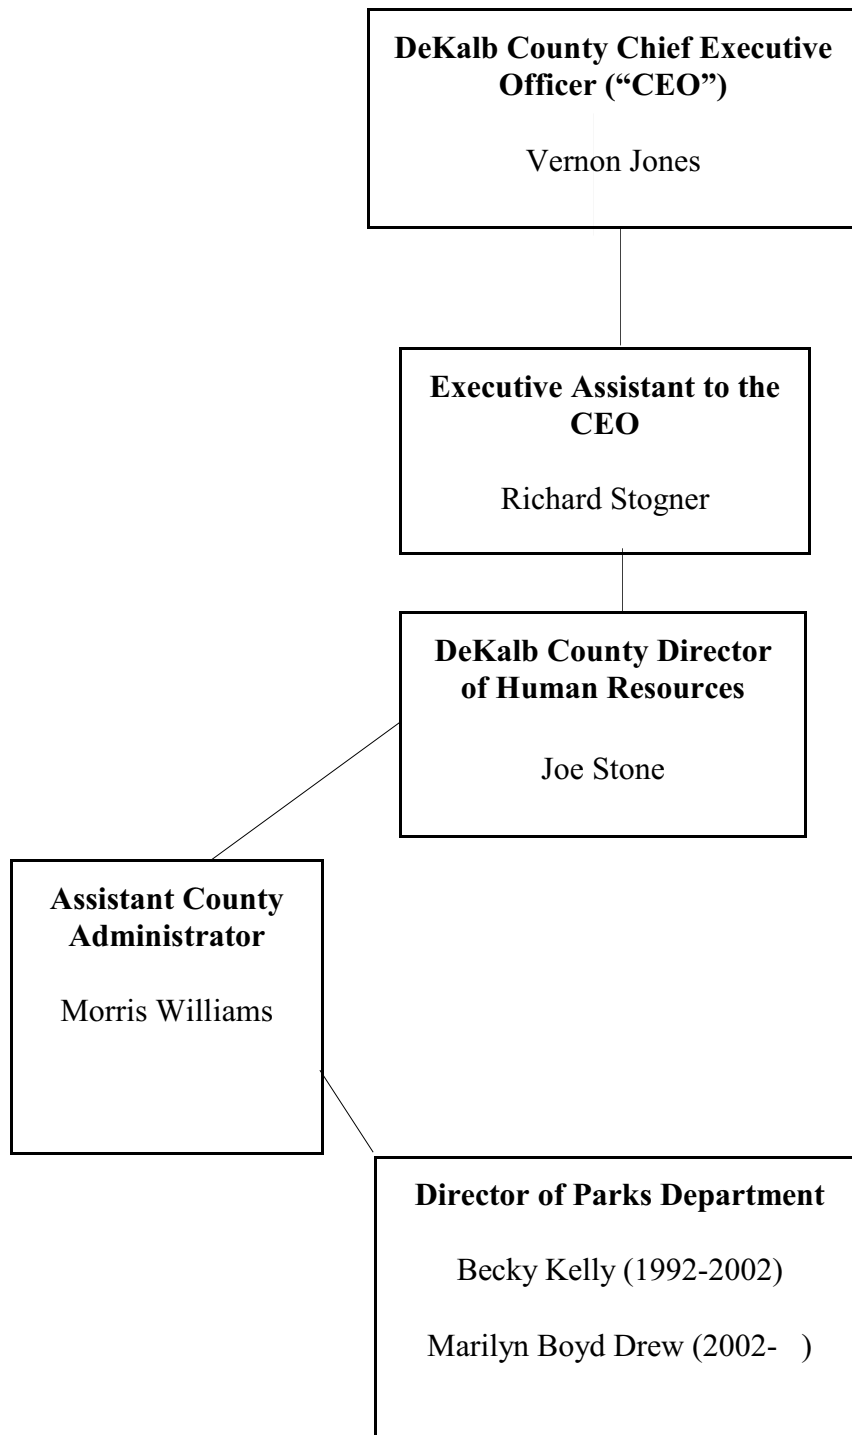 DeKalb County Chief Executive
Officer (“CEO”)
Vernon Jones
Executive Assistant to the
CEO
Richard Stogner
DeKalb County Director
of Human Resources
Joe Stone
Assistant County
Administrator
Morris Williams
Director of Parks Department
Becky Kelly (1992-2002)
Marilyn Boyd Drew (2002-   )